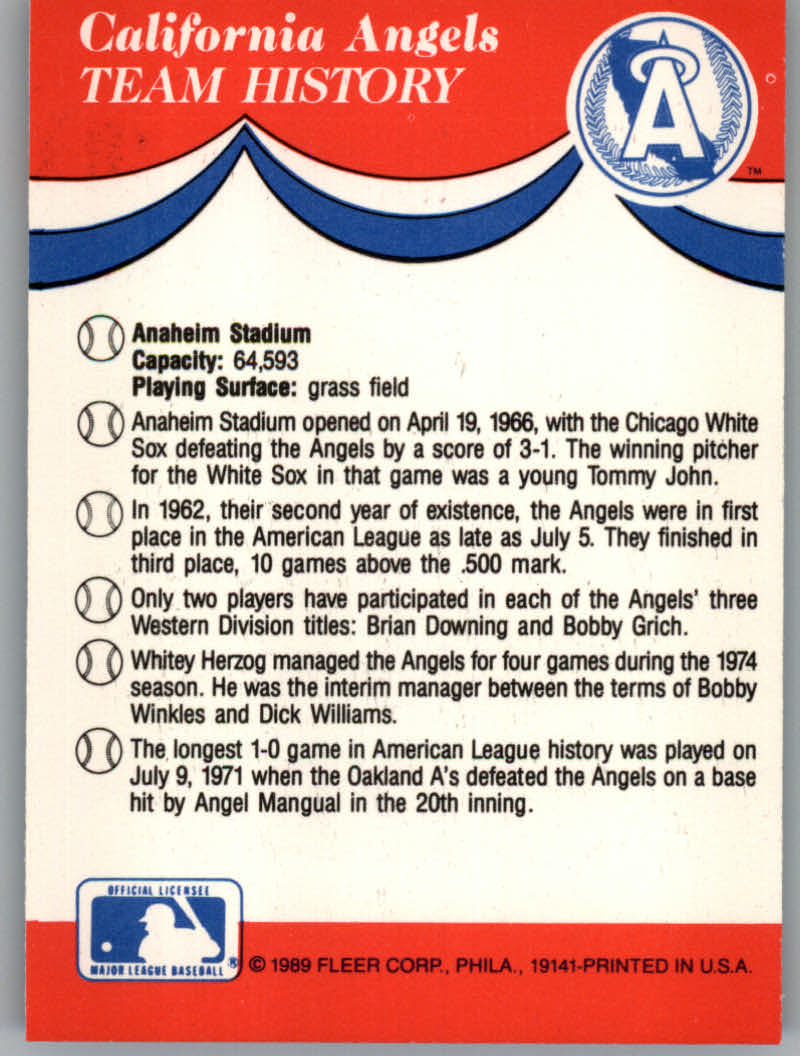 California Angels
TEAM HISTORY
A
TM
Anaheim Stadium
Capacity: 64,593
Playing Surface: grass field
Anaheim Stadium opened on April 19, 1966, with the Chicago White
Sox defeating the Angels by a score of 3-1. The winning pitcher
for the White Sox in that game was a young Tommy John.
In 1962, their second year of existence, the Angels were in first
place in the American League as late as July 5. They finished in
third place, 10 games above the .500 mark.
Only two players have participated in each of the Angels' three
Western Division titles: Brian Downing and Bobby Grich.
Whitey Herzog managed the Angels for four games during the 1974
season. He was the interim manager between the terms of Bobby
Winkles and Dick Williams.
The longest 1-0 game in American League history was played on
July 9, 1971 when the Oakland A's defeated the Angels on a base
hit by Angel Mangual in the 20th inning.
OFFICIAL LICENSEE
MAJOR LEAGUE BASEBALL ®
© 1989 FLEER CORP., PHILA., 19141-PRINTED IN U.S.A.